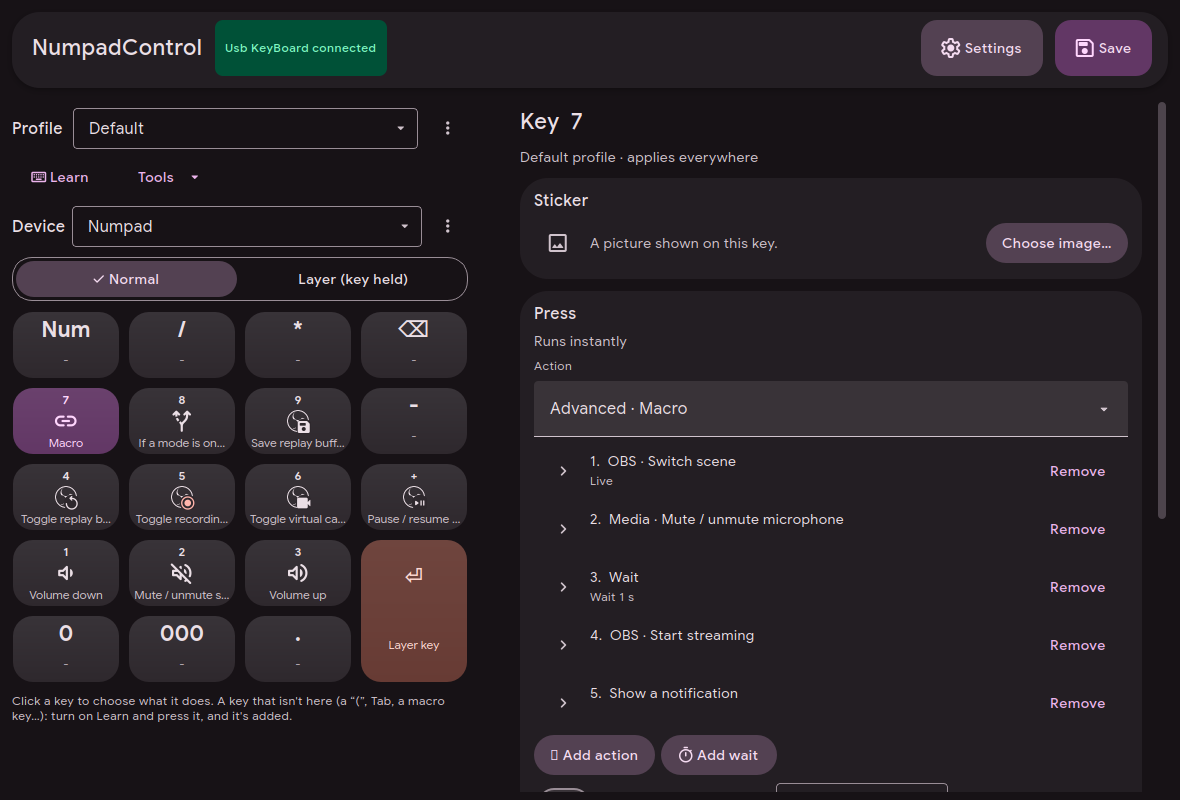 NumpadControl
Usb KeyBoard connected
Settings
Save
Profile
Default
Learn
Tools
Device
Numpad
Normal
Layer (key held)
Num
-
/
-
*
-
⌫
-
7
Macro
8
If a mode is on...
9
Save replay buff...
-
-
4
Toggle replay b...
5
Toggle recordin...
6
Toggle virtual ca...
+
Pause / resume ...
1
Volume down
2
Mute / unmute s...
3
Volume up
⏎
Layer key
0
-
000
-
.
-
Click a key to choose what it does. A key that isn't here (a “(”, Tab, a macro
key…): turn on Learn and press it, and it's added.
Key 7
Default profile · applies everywhere
Sticker
A picture shown on this key.
Choose image…
Press
Runs instantly
Action
Advanced · Macro
1. OBS · Switch scene
Live
Remove
2. Media · Mute / unmute microphone
Remove
3. Wait
Wait 1 s
Remove
4. OBS · Start streaming
Remove
5. Show a notification
Remove
Add action
Add wait